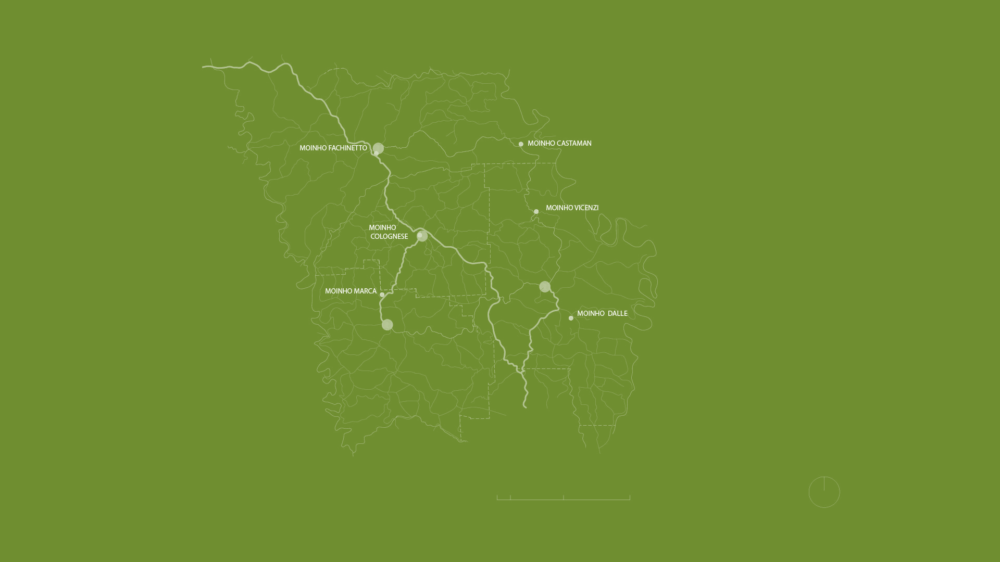 MOINHO CASTAMAN
MOINHO FACHINETTO
MOINHO VICENZI
MOINHO
COLOGNESE
MOINHO MARCA
MOINHO DALLE